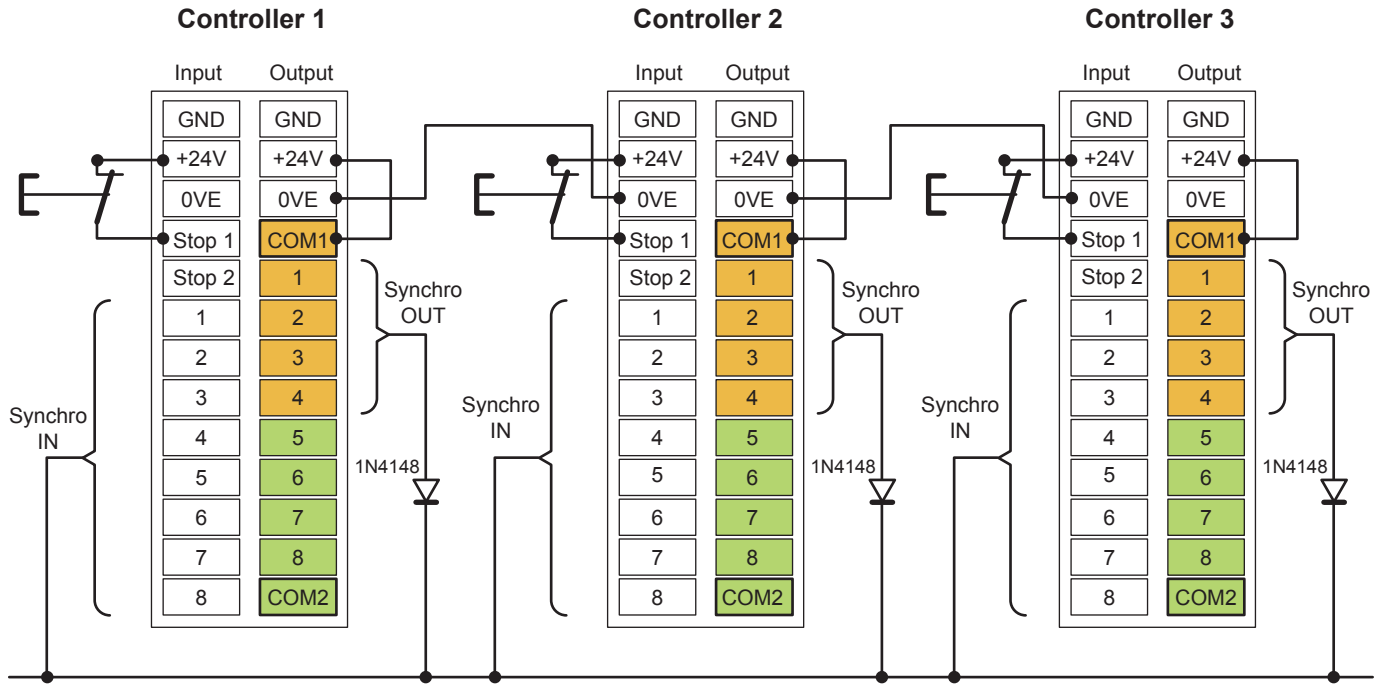 Controller 1 Controller 2 Controller 3
Input Output Input Output Input Output
GND GND GND GND GND GND
+24V +24V +24V +24V +24V +24V
0VE 0VE 0VE 0VE 0VE 0VE
Stop 1 COM1 Stop 1 COM1 Stop 1 COM1
Stop 2 1 Stop 2 1 Stop 2 1
Synchro OUT Synchro OUT Synchro OUT
1 2 1 2 1 2
2 3 2 3 2 3
3 4 3 4 3 4
Synchro IN Synchro IN Synchro IN
4 5 4 5 4 5
1N4148 1N4148 1N4148
5 6 5 6 5 6
6 7 6 7 6 7
7 8 7 8 7 8
8 COM2 8 COM2 8 COM2